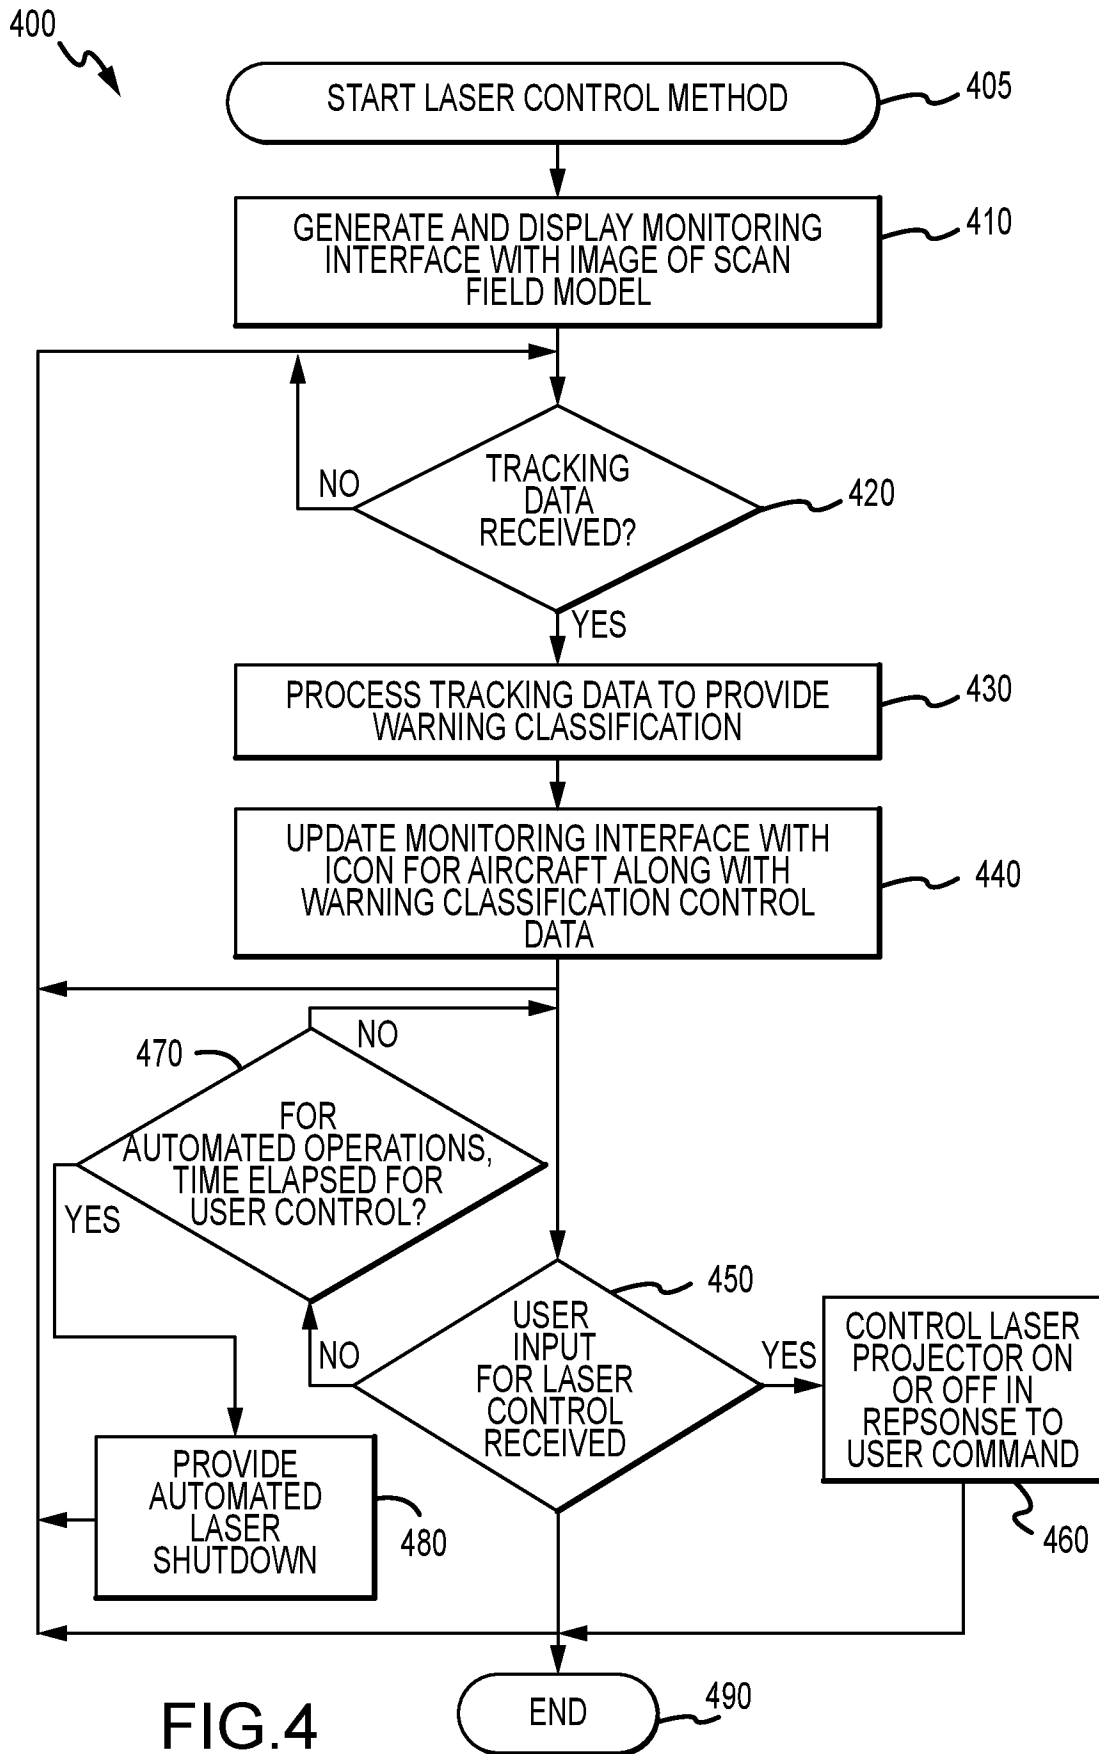 400
START LASER CONTROL METHOD
405
GENERATE AND DISPLAY MONITORING
INTERFACE WITH IMAGE OF SCAN
FIELD MODEL
410
TRACKING
DATA
RECEIVED?
NO
420
YES
PROCESS TRACKING DATA TO PROVIDE
WARNING CLASSIFICATION
430
UPDATE MONITORING INTERFACE WITH
ICON FOR AIRCRAFT ALONG WITH
WARNING CLASSIFICATION CONTROL
DATA
440
NO
470
FOR
AUTOMATED OPERATIONS,
TIME ELAPSED FOR
USER CONTROL?
YES
450
USER
INPUT
FOR LASER
CONTROL
RECEIVED
NO
YES
CONTROL LASER
PROJECTOR ON
OR OFF IN
REPSONSE TO
USER COMMAND
460
PROVIDE
AUTOMATED
LASER
SHUTDOWN
480
END
490
FIG.4